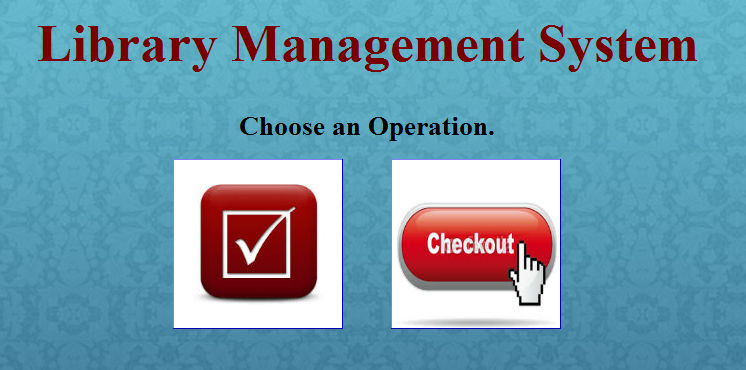 Library Management System
Choose an Operation.
Checkout